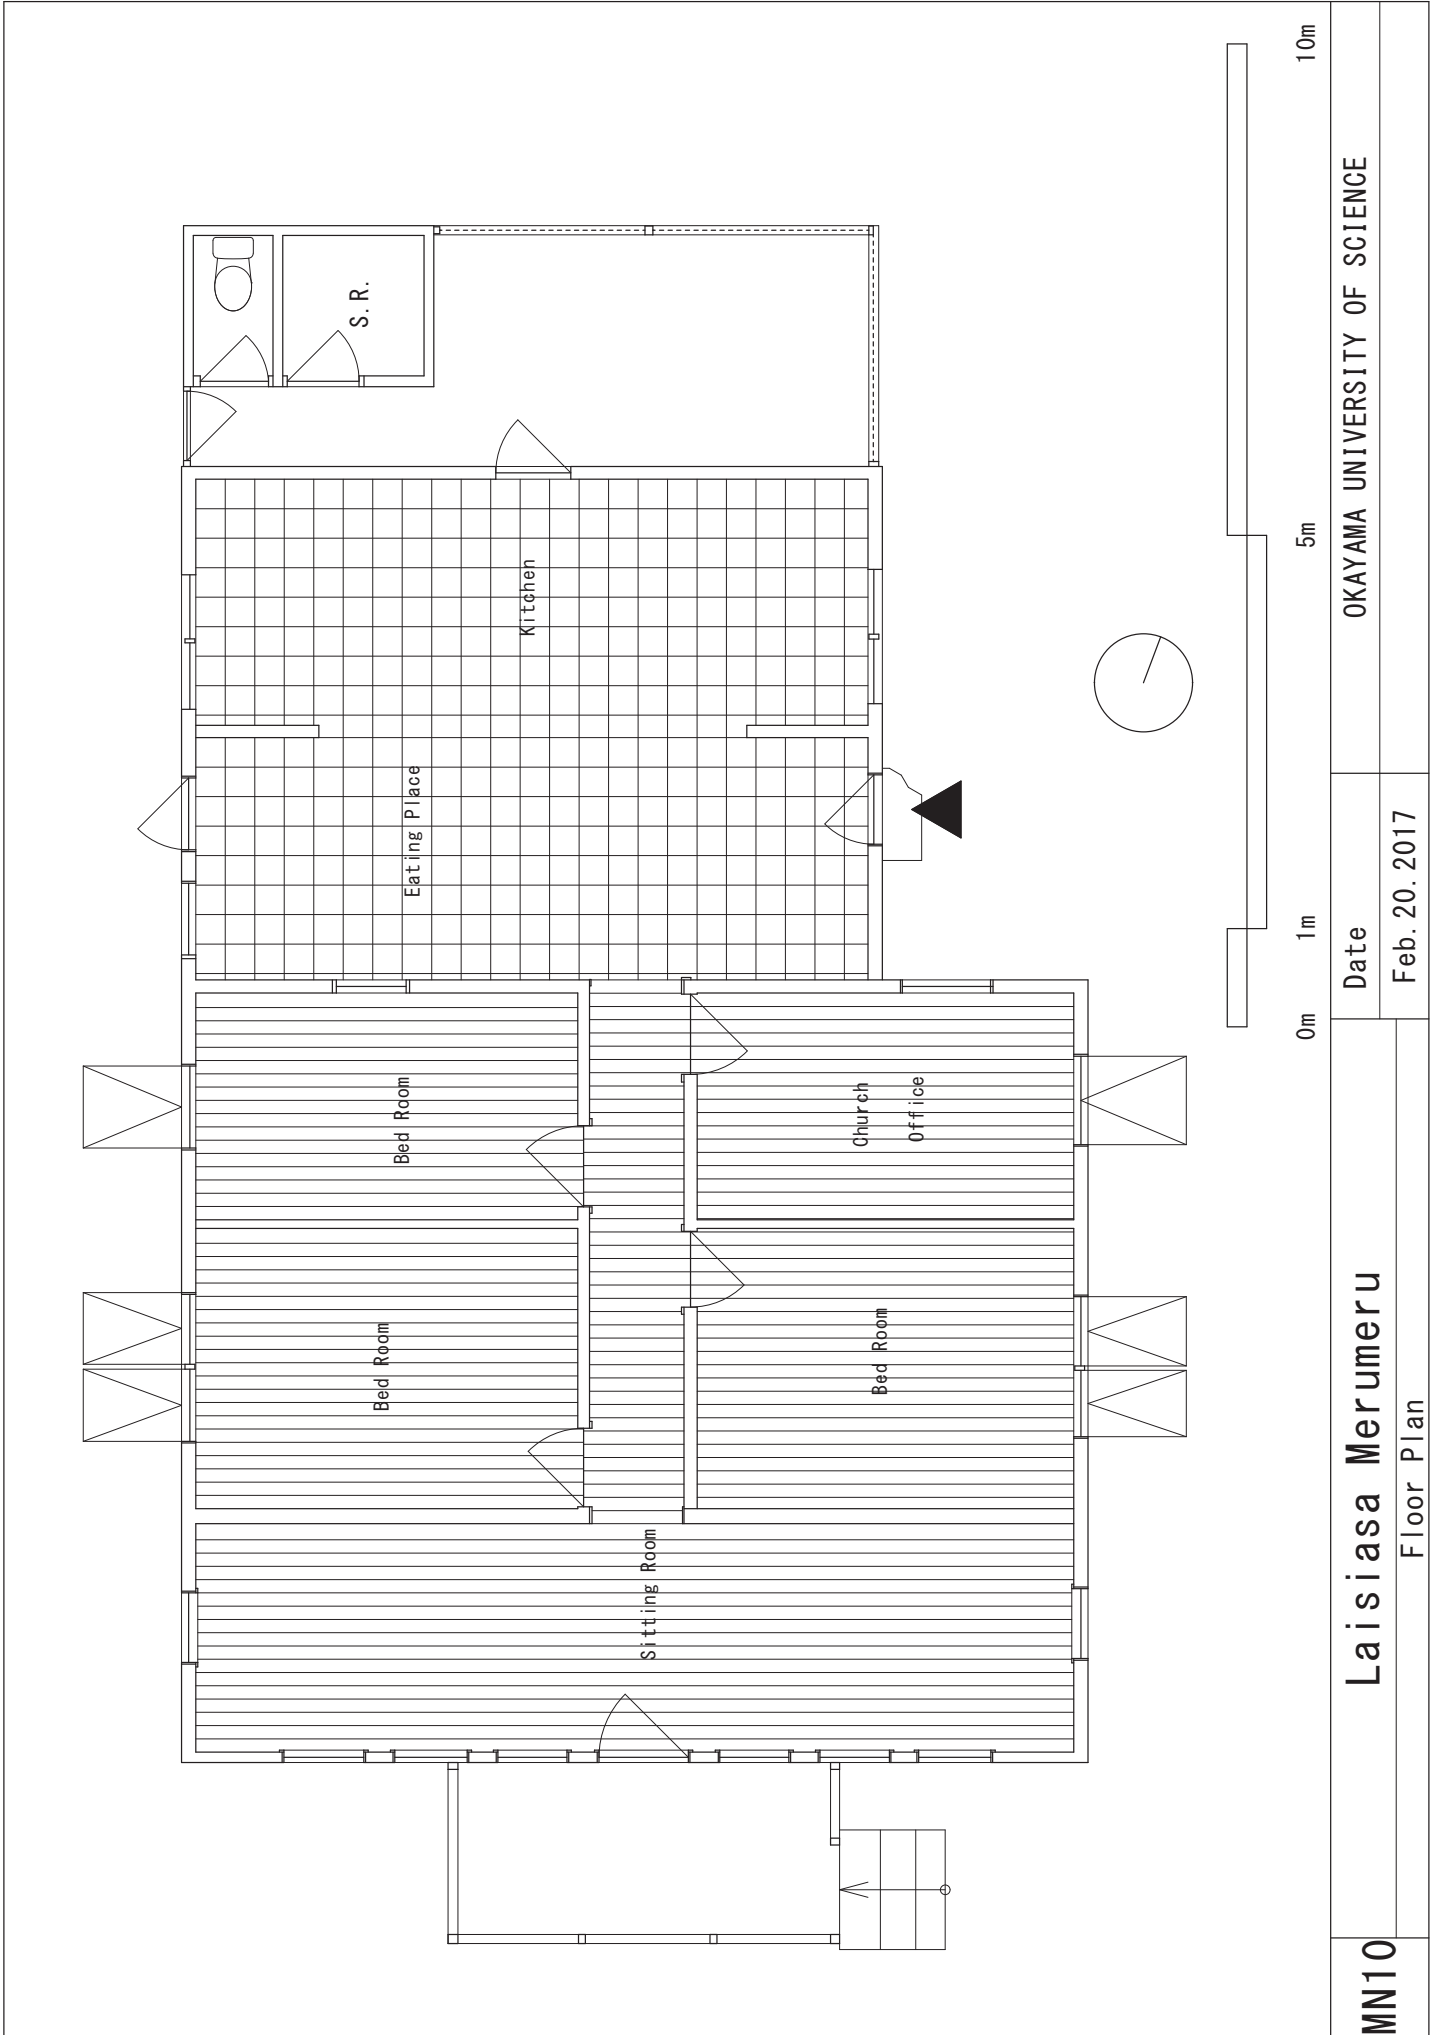 S.R.
Kitchen
Eating Place
Bed Room
Church
Office
Bed Room
Bed Room
Sitting Room
0m
1m
5m
10m
MN10
Laisiasa Merumeru
Floor Plan
Date
Feb. 20. 2017
OKAYAMA UNIVERSITY OF SCIENCE